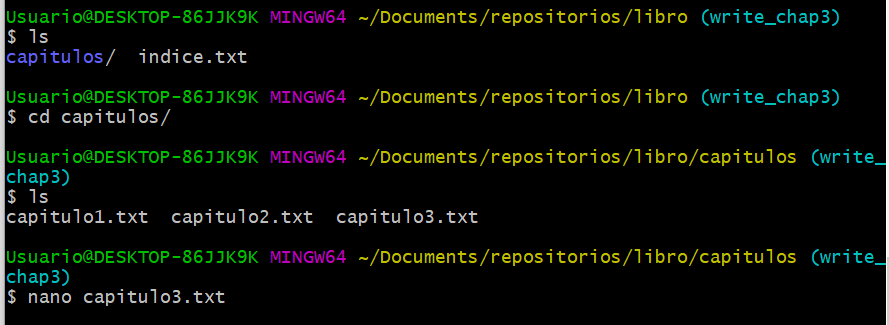 Usuario@DESKTOP-86JJK9K MINGW64 ~/Documents/repositorios/libro (write_chap3)
$ ls
capitulos/  indice.txt
Usuario@DESKTOP-86JJK9K MINGW64 ~/Documents/repositorios/libro (write_chap3)
$ cd capitulos/
Usuario@DESKTOP-86JJK9K MINGW64 ~/Documents/repositorios/libro/capitulos (write_
chap3)
$ ls
capitulo1.txt  capitulo2.txt  capitulo3.txt
Usuario@DESKTOP-86JJK9K MINGW64 ~/Documents/repositorios/libro/capitulos (write_
chap3)
$ nano capitulo3.txt